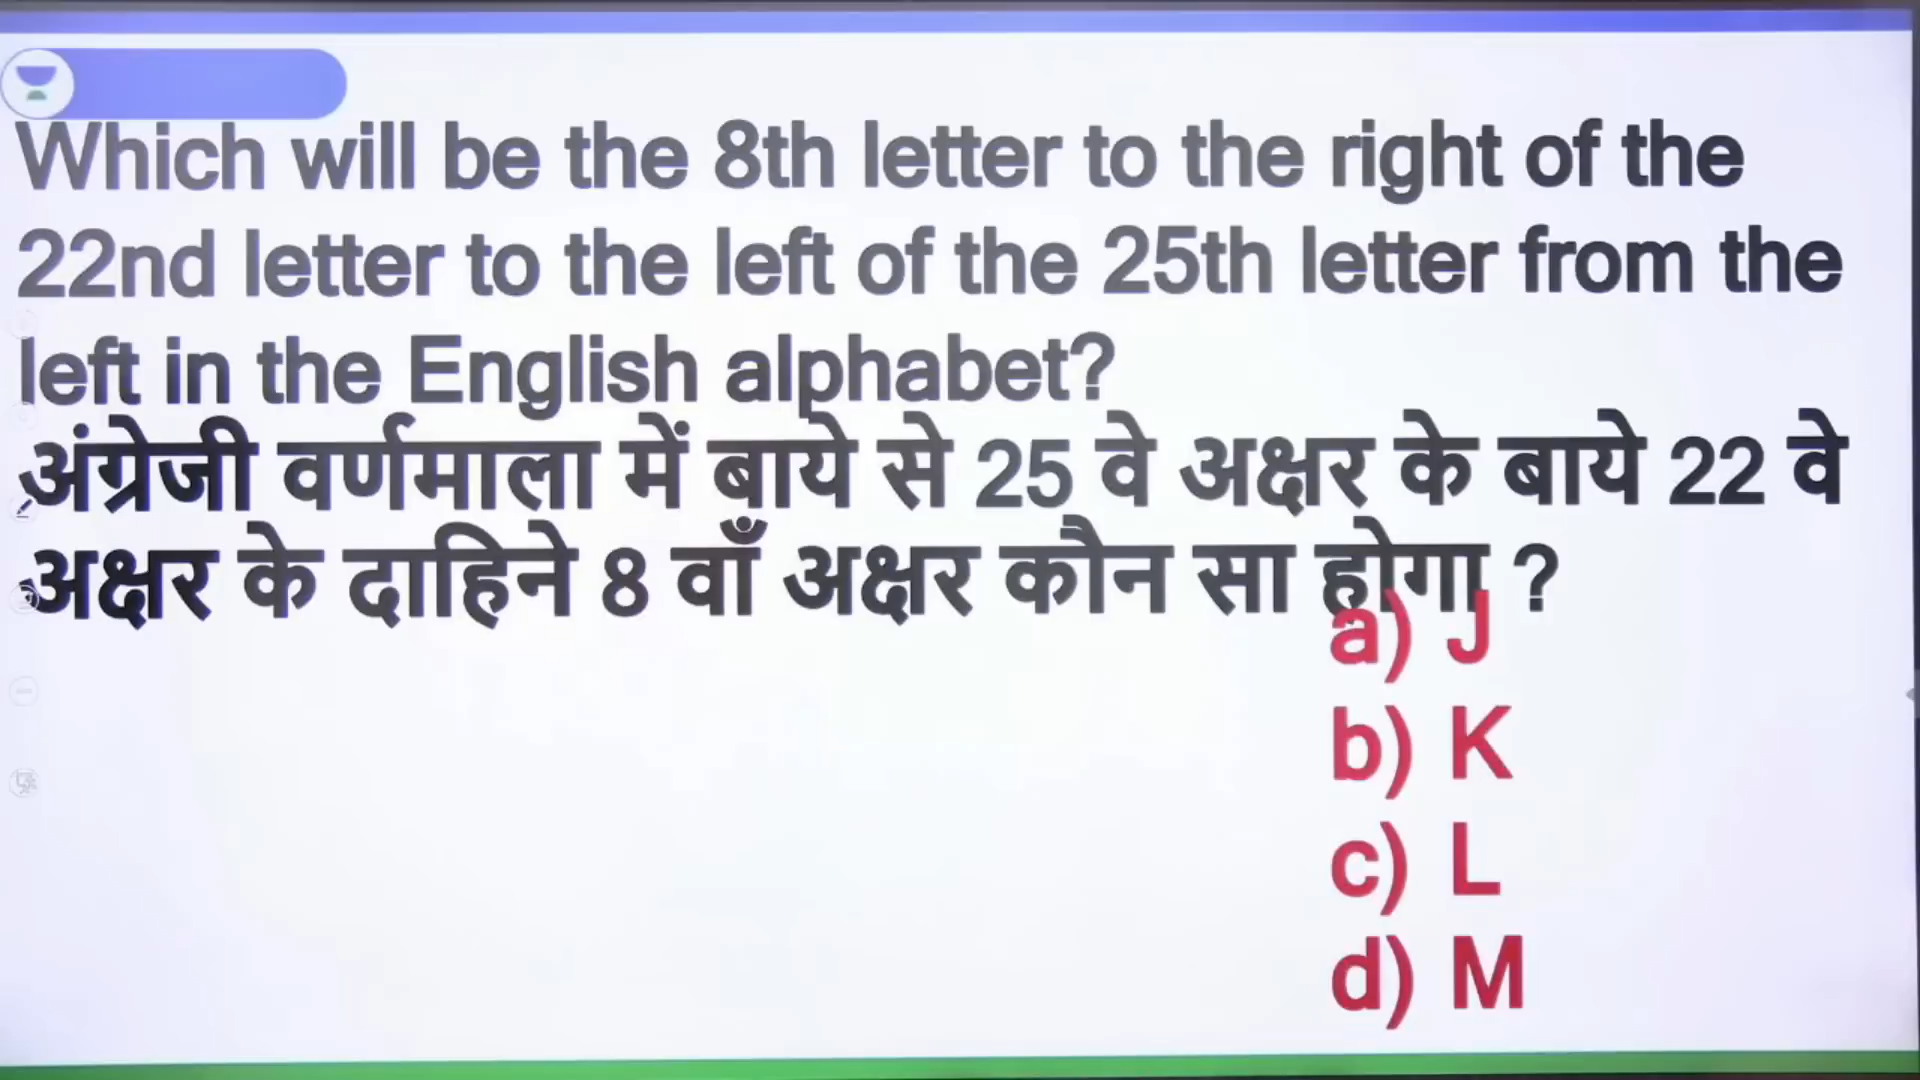 Which will be the 8th letter to the right of the
22nd letter to the left of the 25th letter from the
left in the English alphabet?
अंग्रेजी वर्णमाला में बाये से 25 वे अक्षर के बाये 22 वे
अक्षर के दाहिने 8 वाँ अक्षर कौन सा होगा ?
a) J
b) K
c) L
d) M